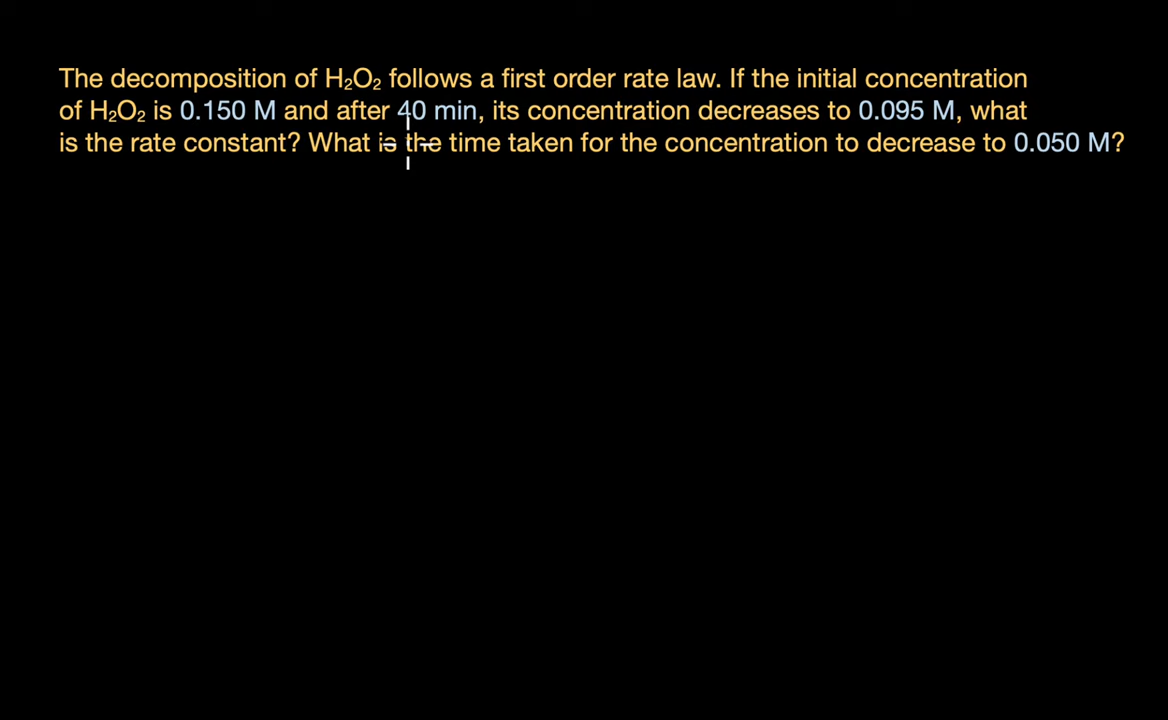 The decomposition of H₂O₂ follows a first order rate law. If the initial concentration
of H₂O₂ is 0.150 M and after 40 min, its concentration decreases to 0.095 M, what
is the rate constant? What is the time taken for the concentration to decrease to 0.050 M?